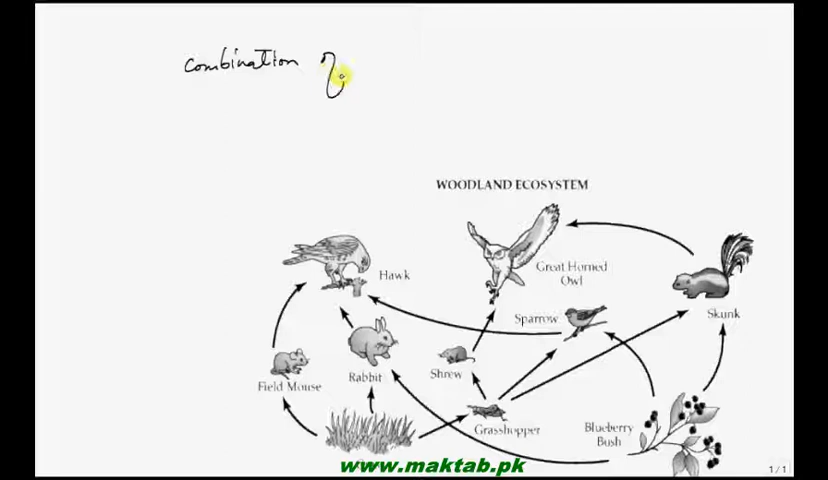 combination
WOODLAND ECOSYSTEM
Hawk
Great Horned
Owl
Sparrow
Skunk
Field Mouse
Rabbit
Shrew
Grasshopper
Blueberry
Bush
www.maktab.pk
1/1